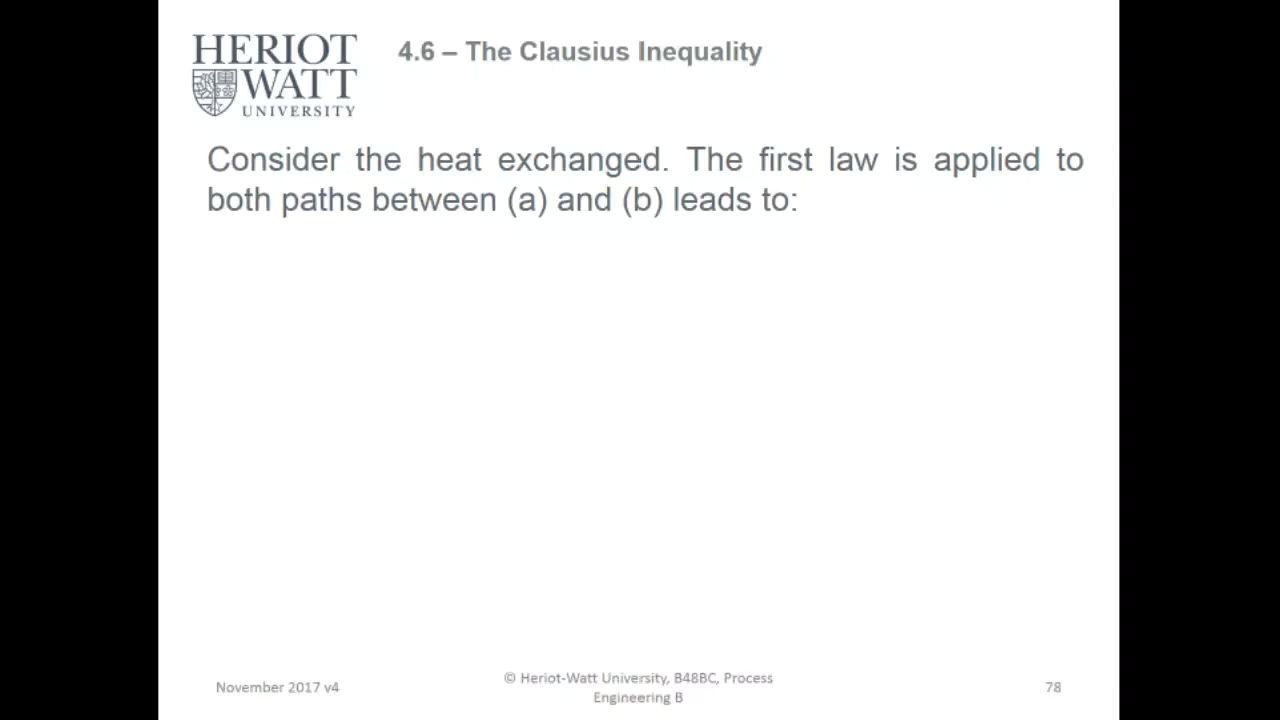 HERIOT
WATT
UNIVERSITY
4.6 – The Clausius Inequality
Consider the heat exchanged. The first law is applied to
both paths between (a) and (b) leads to:
November 2017 v4
© Heriot-Watt University, B48BC, Process
Engineering B
78